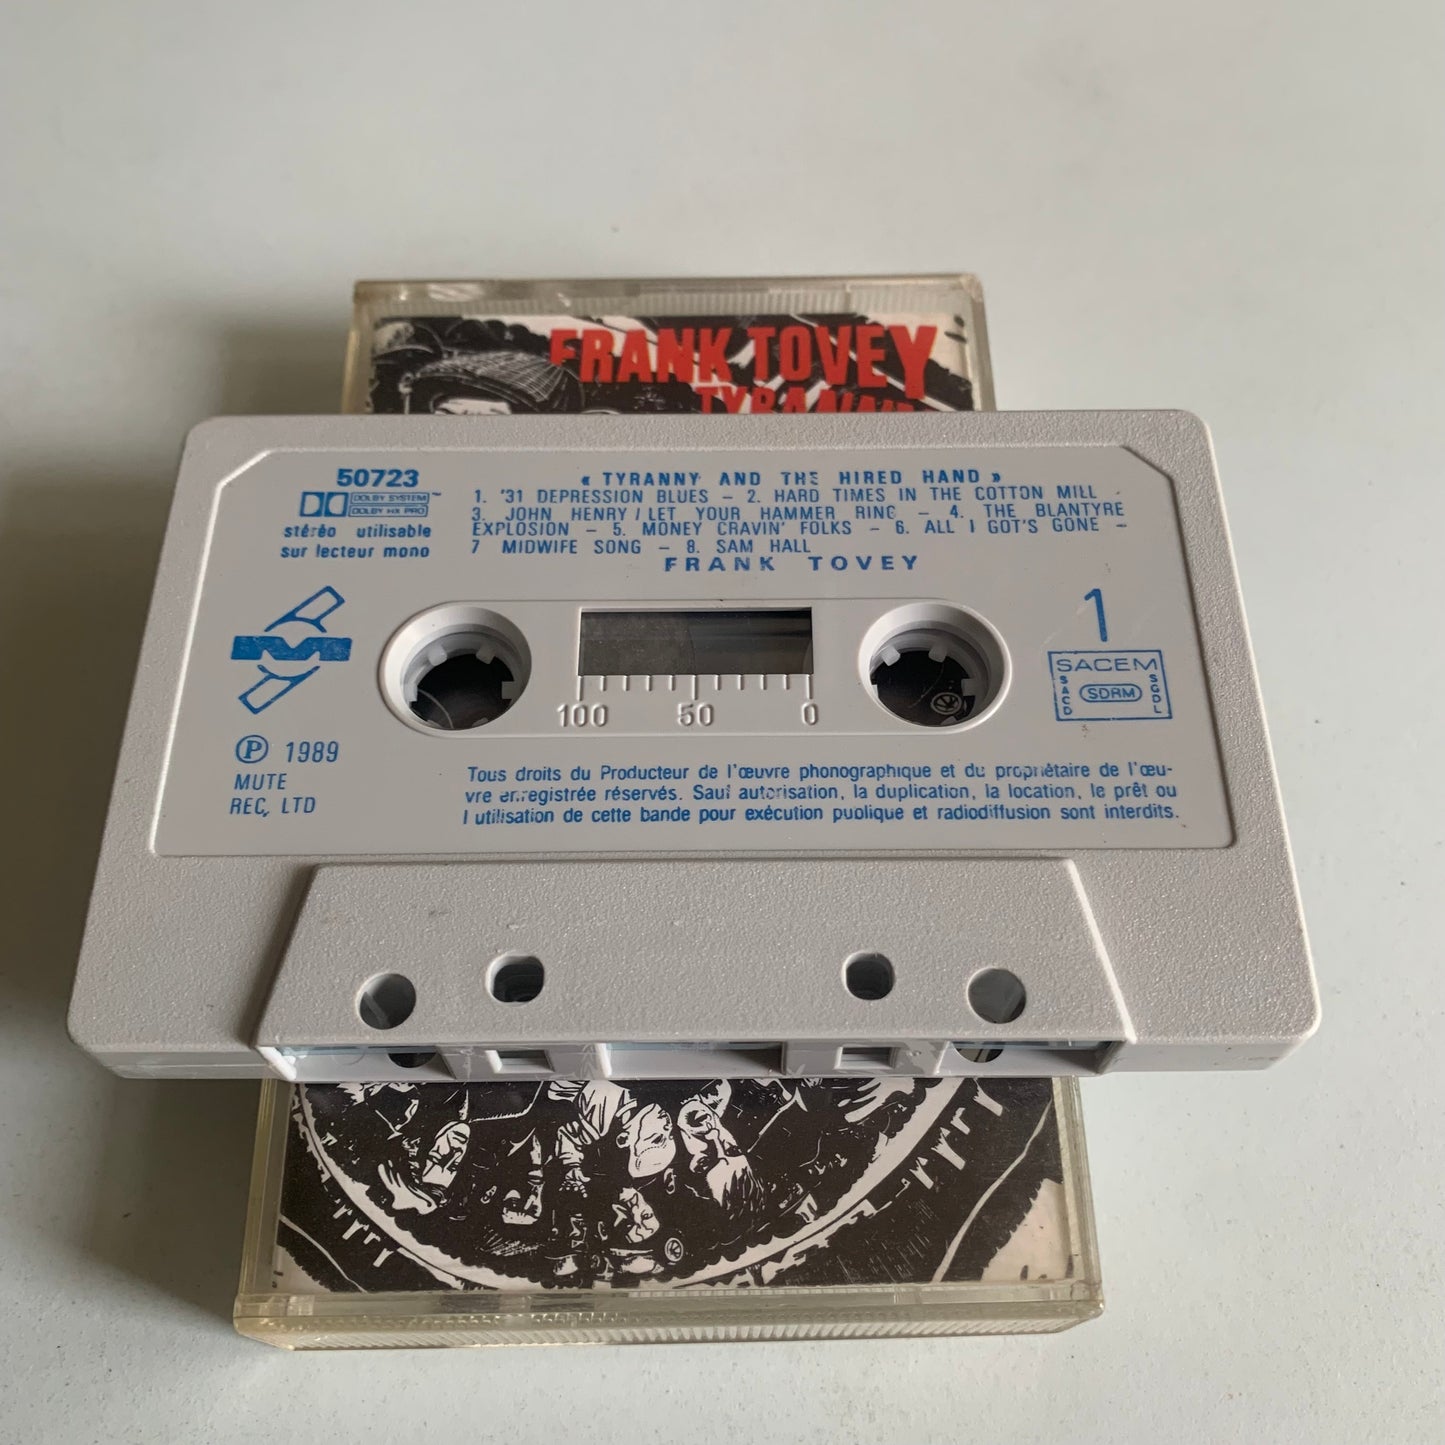 FRANK TOVEY
50723
DOLBY SYSTEM ™
DOLBY HX PRO
stéréo utilisable
sur lecteur mono
« TYRANNY AND THE HIRED HAND »
1. '31 DEPRESSION BLUES – 2. HARD TIMES IN THE COTTON MILL -
3. JOHN HENRY / LET YOUR HAMMER RING – 4. THE BLANTYRE
EXPLOSION – 5. MONEY CRAVIN' FOLKS – 6. ALL I GOT'S GONE –
7 MIDWIFE SONG – 8. SAM HALL
FRANK TOVEY
1
SACEM
SACD
SDRM
SGDL
100 50 0
Ⓟ 1989
MUTE
REC, LTD
Tous droits du Producteur de l'œuvre phonographique et du propriétaire de l'œu-
vre enregistrée réservés. Sauf autorisation, la duplication, la location, le prêt ou
l utilisation de cette bande pour exécution publique et radiodiffusion sont interdits.